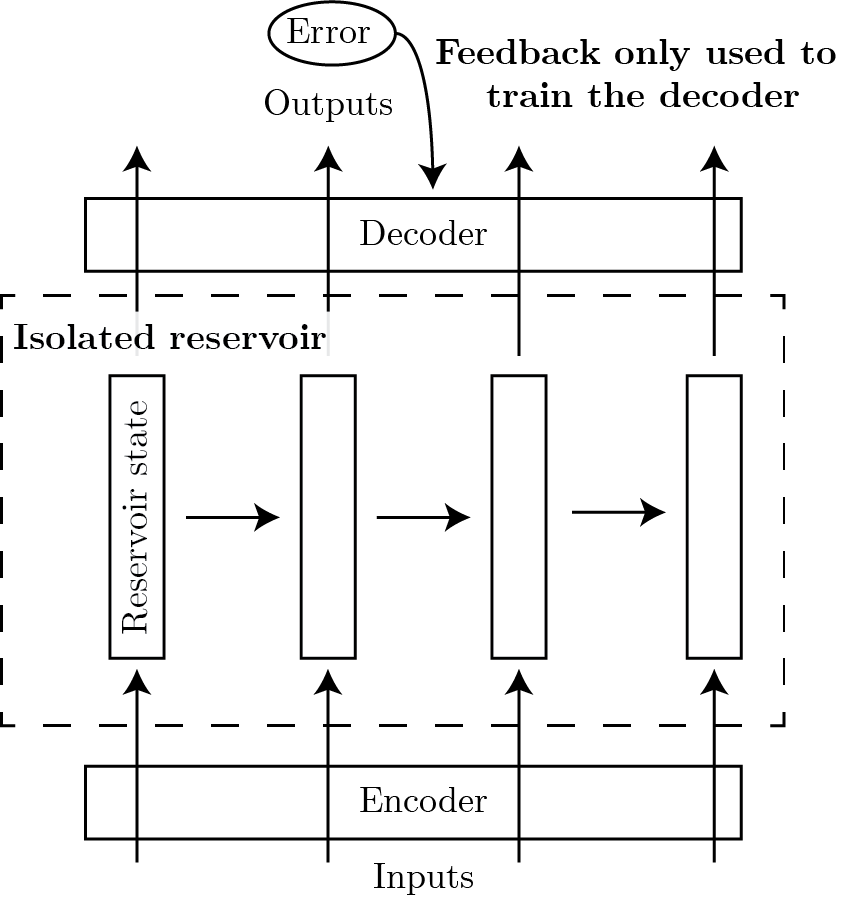 Error
Feedback only used to
train the decoder
Outputs
Decoder
Isolated reservoir
Reservoir state
Encoder
Inputs